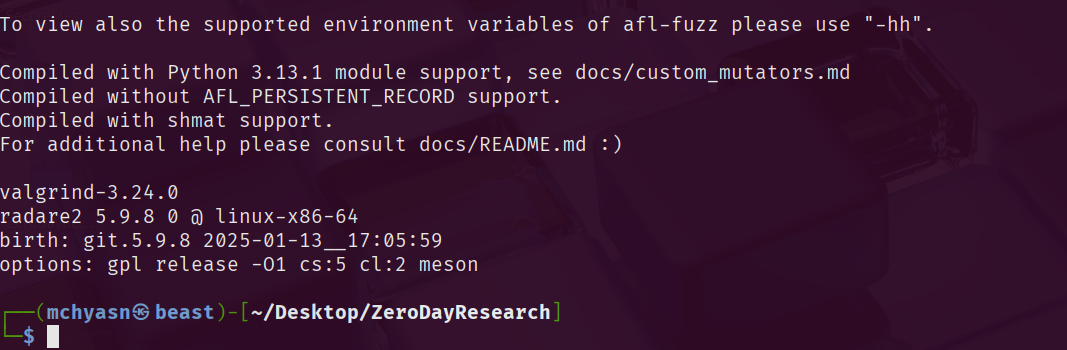 To view also the supported environment variables of afl-fuzz please use "-hh".
Compiled with Python 3.13.1 module support, see docs/custom_mutators.md
Compiled without AFL_PERSISTENT_RECORD support.
Compiled with shmat support.
For additional help please consult docs/README.md :)
valgrind-3.24.0
radare2 5.9.8 0 @ linux-x86-64
birth: git.5.9.8 2025-01-13__17:05:59
options: gpl release -O1 cs:5 cl:2 meson
┌──(mchyasn㉿beast)-[~/Desktop/ZeroDayResearch]
└─$